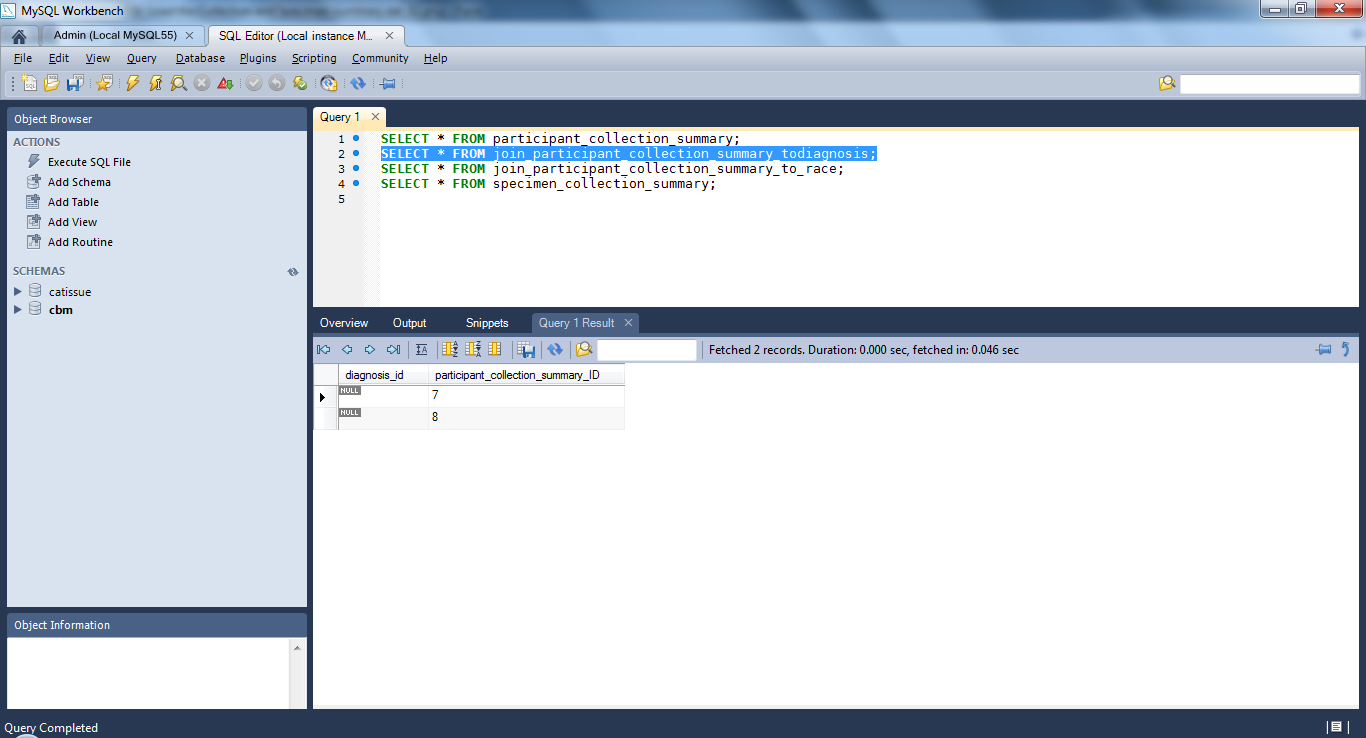 MySQL Workbench
Admin (Local MySQL55)
SQL Editor (Local instance M...
File Edit View Query Database Plugins Scripting Community Help
Object Browser
ACTIONS
Execute SQL File
Add Schema
Add Table
Add View
Add Routine
SCHEMAS
catissue
cbm
Object Information
Query 1
1 SELECT * FROM participant_collection_summary;
2 SELECT * FROM join_participant_collection_summary_todiagnosis;
3 SELECT * FROM join_participant_collection_summary_to_race;
4 SELECT * FROM specimen_collection_summary;
5
Overview Output Snippets Query 1 Result
Fetched 2 records. Duration: 0.000 sec, fetched in: 0.046 sec
diagnosis_id participant_collection_summary_ID
NULL 7
NULL 8
Query Completed